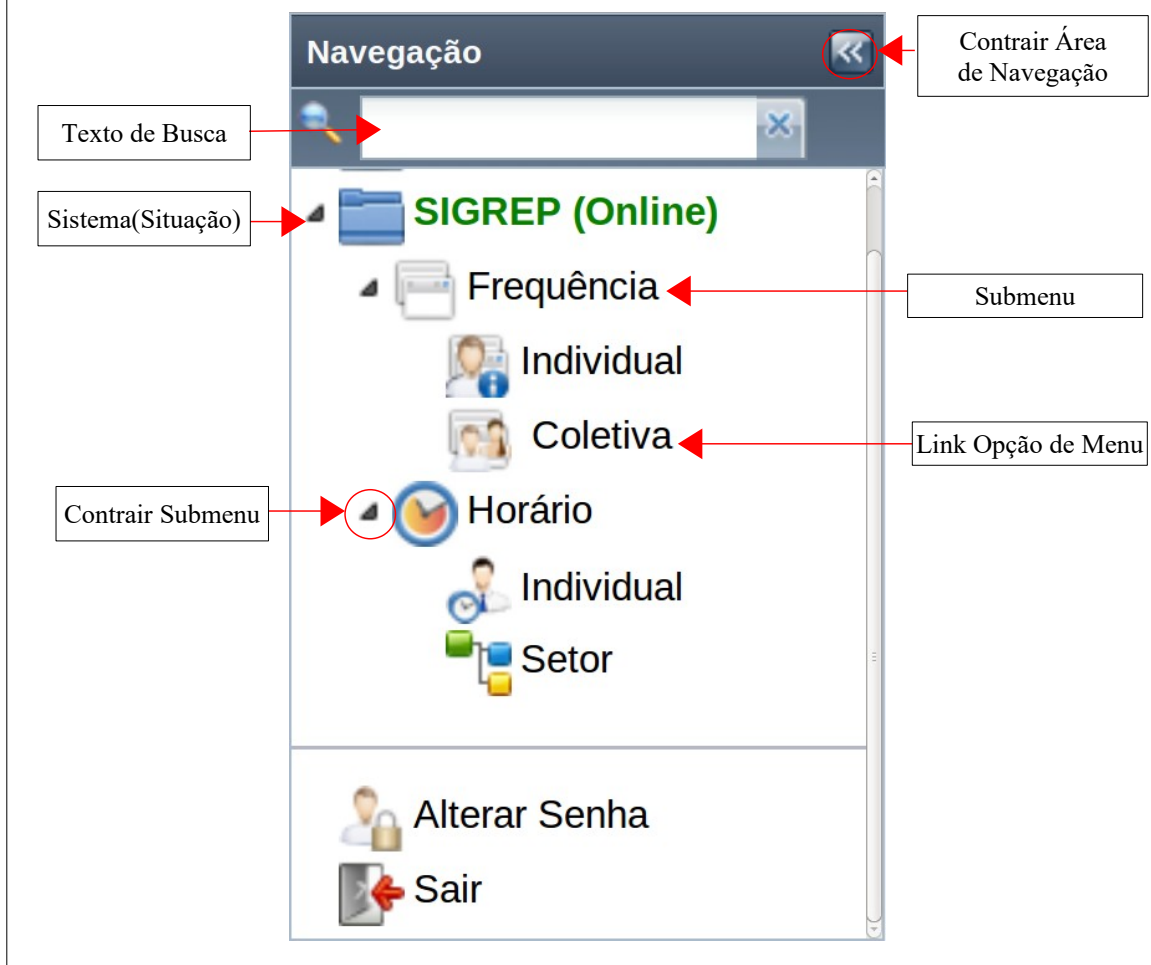 Navegação
Contrair Área
de Navegação
Texto de Busca
Sistema(Situação)
SIGREP (Online)
Frequência
Submenu
Individual
Coletiva
Link Opção de Menu
Contrair Submenu
Horário
Individual
Setor
Alterar Senha
Sair